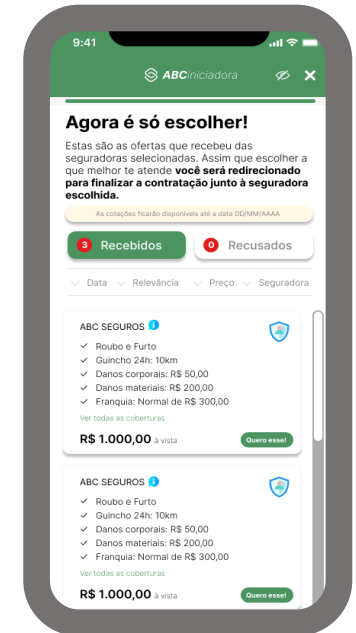 9:41
ABCiniciadora
Agora é só escolher!
Estas são as ofertas que recebeu das
seguradoras selecionadas. Assim que escolher a
que melhor te atende você será redirecionado
para finalizar a contratação junto à seguradora
escolhida.
As cotações ficarão disponíveis até a data DD/MM/AAAA
3 Recebidos
0 Recusados
Data Relevância Preço Seguradora
ABC SEGUROS
Roubo e Furto
Guincho 24h: 10km
Danos corporais: R$ 50,00
Danos materiais: R$ 200,00
Franquia: Normal de R$ 300,00
Ver todas as coberturas
R$ 1.000,00 à vista
Quero esse!
ABC SEGUROS
Roubo e Furto
Guincho 24h: 10km
Danos corporais: R$ 50,00
Danos materiais: R$ 200,00
Franquia: Normal de R$ 300,00
Ver todas as coberturas
R$ 1.000,00 à vista
Quero esse!